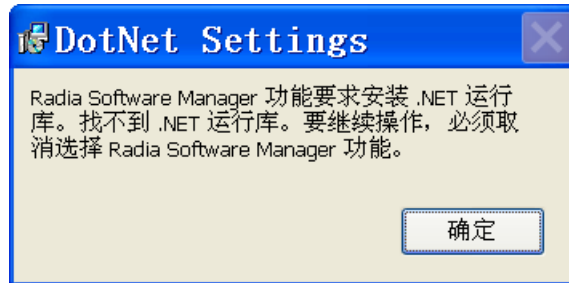 DotNet Settings
Radia Software Manager 功能要求安装 .NET 运行
库。找不到 .NET 运行库。要继续操作，必须取
消选择 Radia Software Manager 功能。
确定